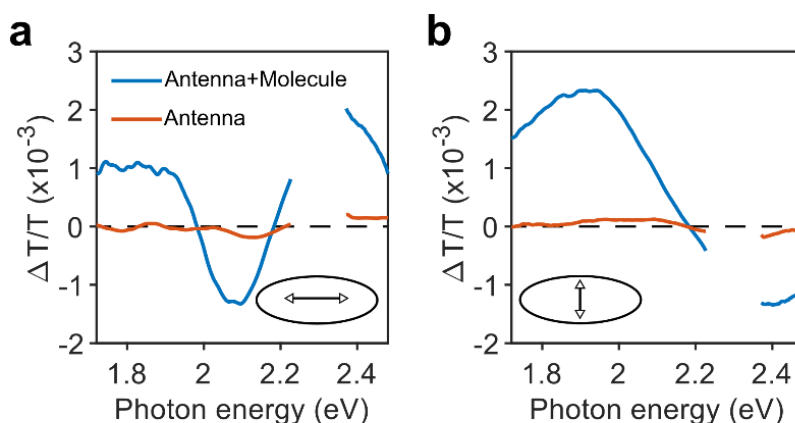 a
3
2
1
0
-1
-2
Δ T/T (x10⁻³)
Antenna+Molecule
Antenna
1.8
2
2.2
2.4
Photon energy (eV)
b
3
2
1
0
-1
-2
Δ T/T (x10⁻³)
1.8
2
2.2
2.4
Photon energy (eV)